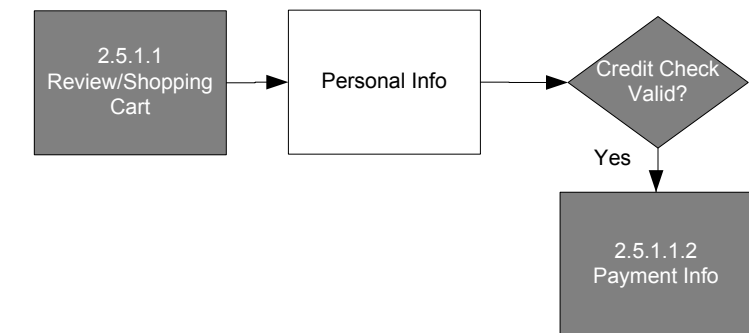 2.5.1.1
Review/Shopping
Cart
Personal Info
Credit Check
Valid?
Yes
2.5.1.1.2
Payment Info